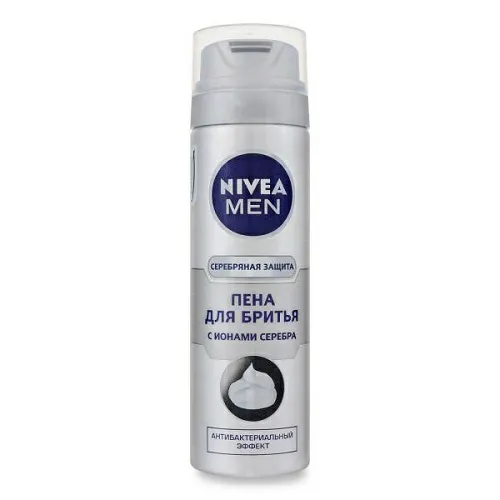 NIVEA
MEN
СЕРЕБРЯНАЯ ЗАЩИТА
ПЕНА
ДЛЯ БРИТЬЯ
С ИОНАМИ СЕРЕБРА
АНТИБАКТЕРИАЛЬНЫЙ
ЭФФЕКТ